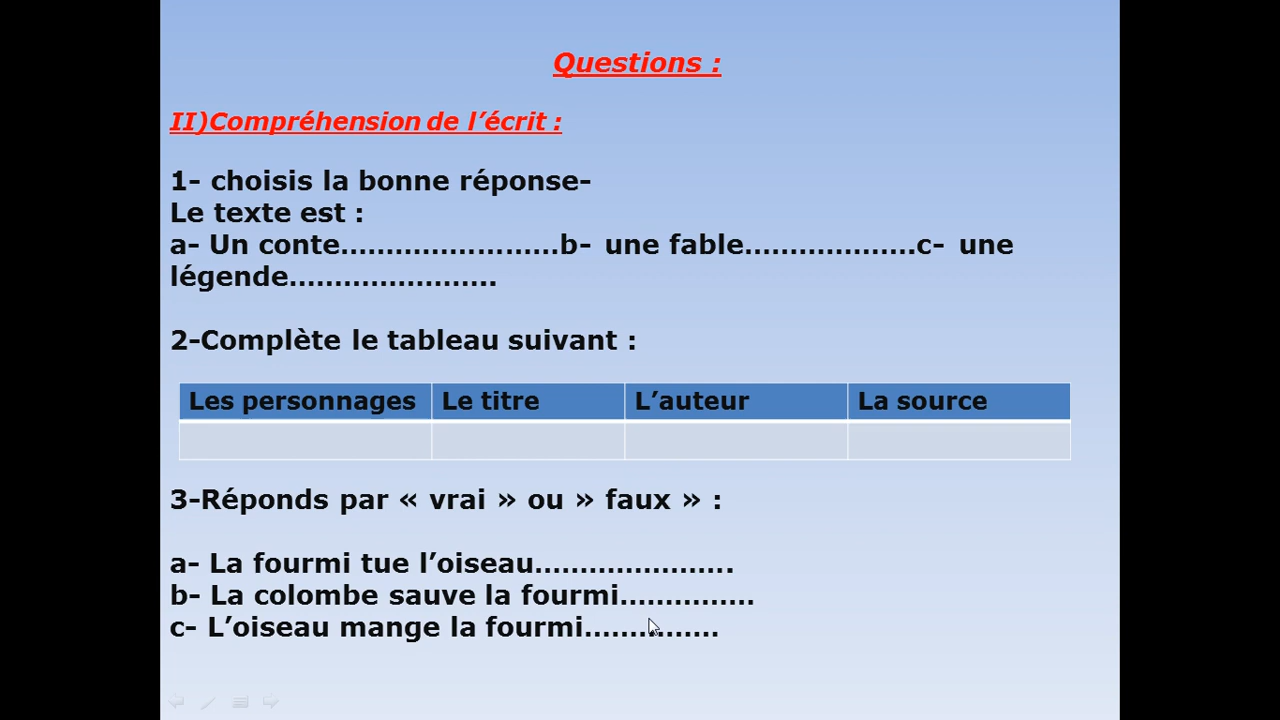 Questions :
II)Compréhension de l’écrit :
1- choisis la bonne réponse-
Le texte est :
a- Un conte........................b- une fable...................c- une
légende.......................
2-Complète le tableau suivant :
Les personnages Le titre L’auteur La source
3-Réponds par « vrai » ou » faux » :
a- La fourmi tue l’oiseau......................
b- La colombe sauve la fourmi...............
c- L’oiseau mange la fourmi...............